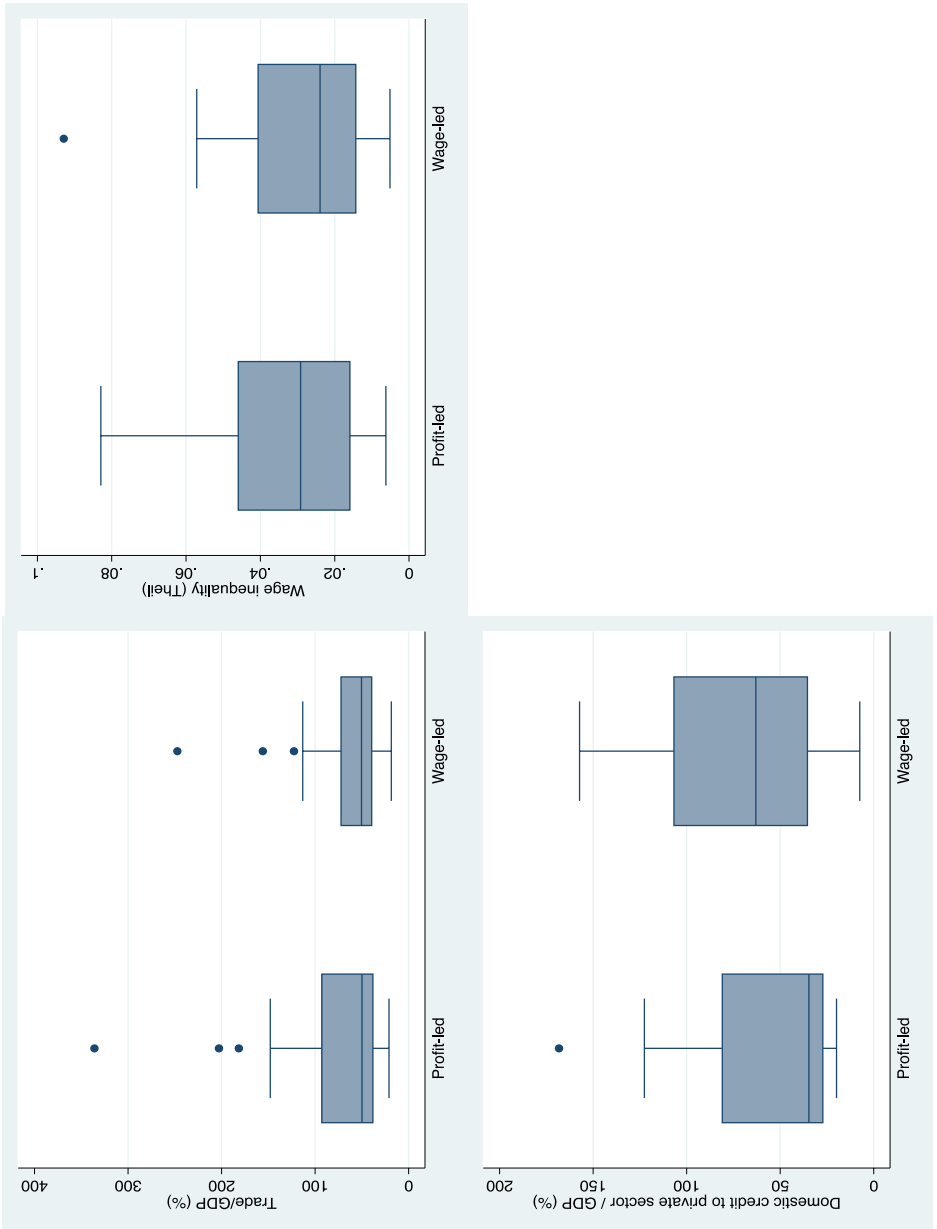 Trade/GDP (%)
400
300
200
100
0
Profit-led
Wage-led
Wage inequality (Theil)
.1
.08
.06
.04
.02
0
Profit-led
Wage-led
Domestic credit to private sector / GDP (%)
200
150
100
50
0
Profit-led
Wage-led